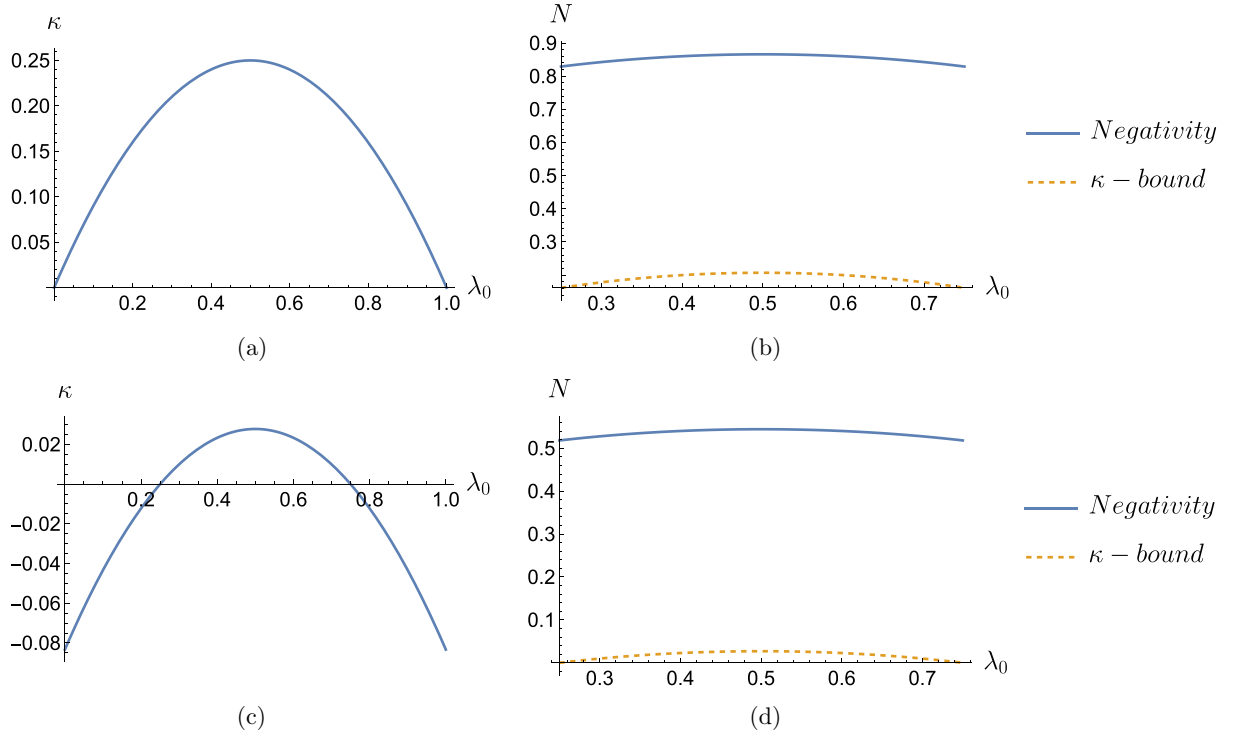 κ
0.25
0.20
0.15
0.10
0.05
0.2 0.4 0.6 0.8 1.0
λ0
(a)
N
0.9
0.8
0.7
0.6
0.5
0.4
0.3
0.3 0.4 0.5 0.6 0.7
λ0
Negativity
κ − bound
(b)
κ
0.02
−0.02
−0.04
−0.06
−0.08
0.2 0.4 0.6 0.8 1.0
λ0
(c)
N
0.5
0.4
0.3
0.2
0.1
0.3 0.4 0.5 0.6 0.7
λ0
Negativity
κ − bound
(d)